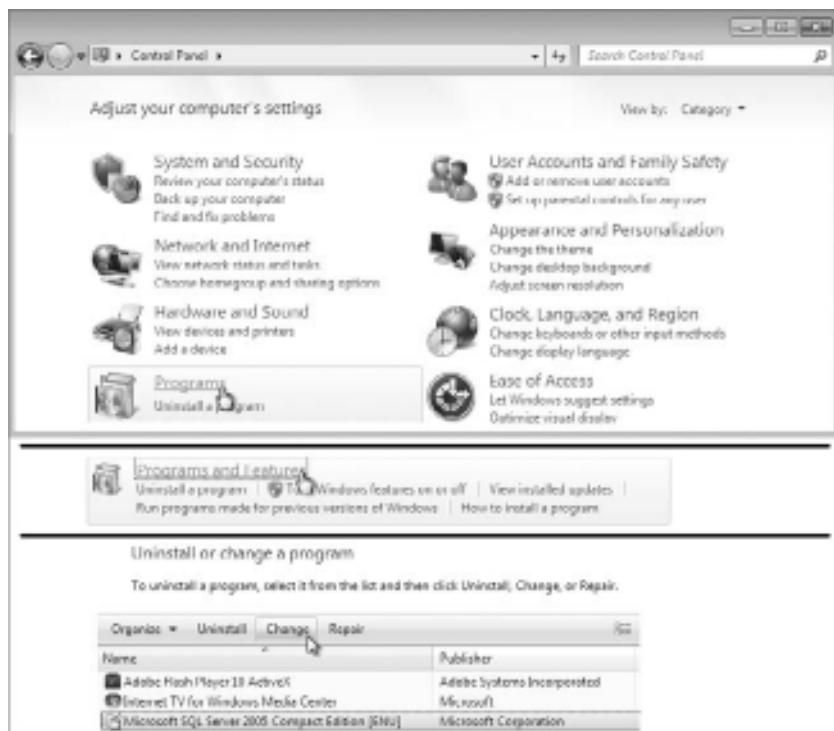 Control Panel
Search Control Panel
Adjust your computer's settings
View by: Category
System and Security
Review your computer's status
Back up your computer
Find and fix problems
User Accounts and Family Safety
Add or remove user accounts
Set up parental controls for any user
Network and Internet
View network status and tasks
Choose homegroup and sharing options
Appearance and Personalization
Change the theme
Change desktop background
Adjust screen resolution
Hardware and Sound
View devices and printers
Add a device
Clock, Language, and Region
Change keyboards or other input methods
Change display language
Programs
Uninstall a program
Ease of Access
Let Windows suggest settings
Optimize visual display
Programs and Features
Uninstall a program Windows features on or off View installed updates
Run programs made for previous versions of Windows How to install a program
Uninstall or change a program
To uninstall a program, select it from the list and then click Uninstall, Change, or Repair.
Organize Uninstall Change Repair
Name Publisher
Adobe Flash Player 10 ActiveX Adobe Systems Incorporated
Internet TV for Windows Media Center Microsoft
Microsoft SQL Server 2005 Compact Edition [ENU] Microsoft Corporation